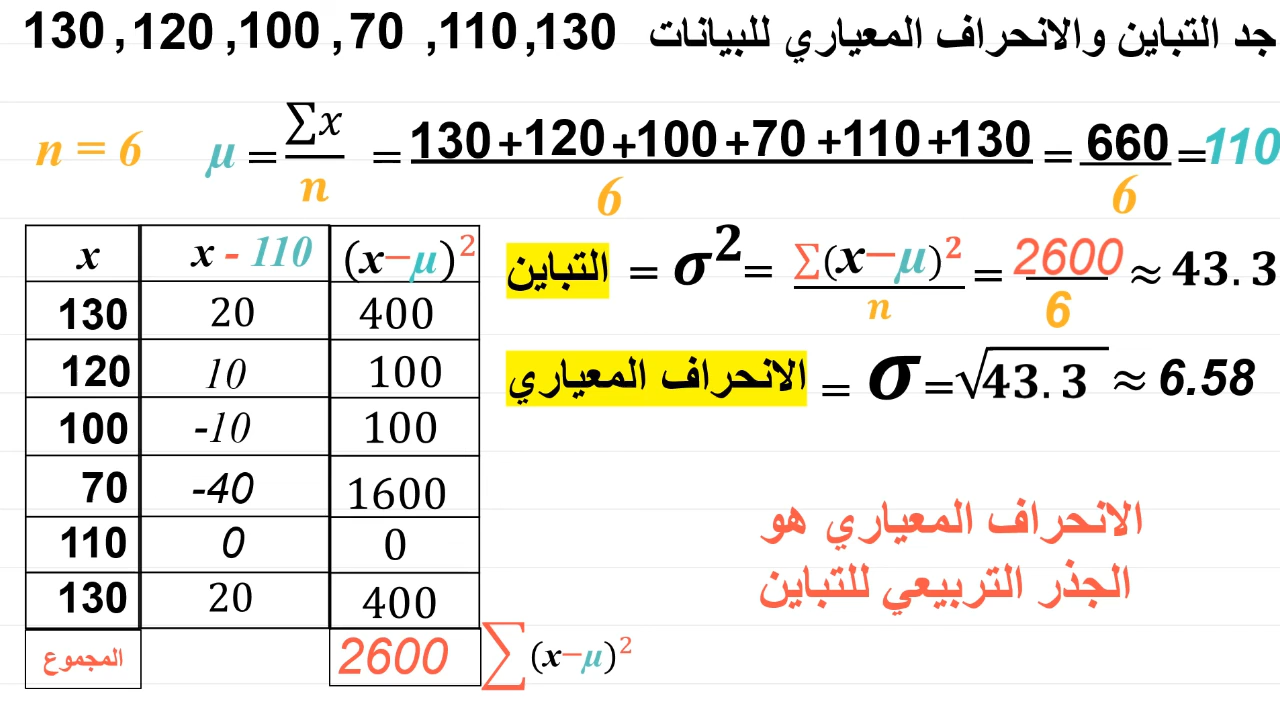 جد التباين والانحراف المعياري للبيانات 130, 120, 100, 70, 110, 130
n = 6 μ = ∑x / n = 130+120+100+70+110+130 / 6 = 660 / 6 = 110
x | x - 110 | (x−μ)²
130 | 20 | 400
120 | 10 | 100
100 | -10 | 100
70 | -40 | 1600
110 | 0 | 0
130 | 20 | 400
المجموع | 2600 ∑(x−μ)²
التباين = σ² = ∑(x−μ)² / n = 2600 / 6 ≈ 43.3
الانحراف المعياري = σ = √43.3 ≈ 6.58
الانحراف المعياري هو
الجذر التربيعي للتباين